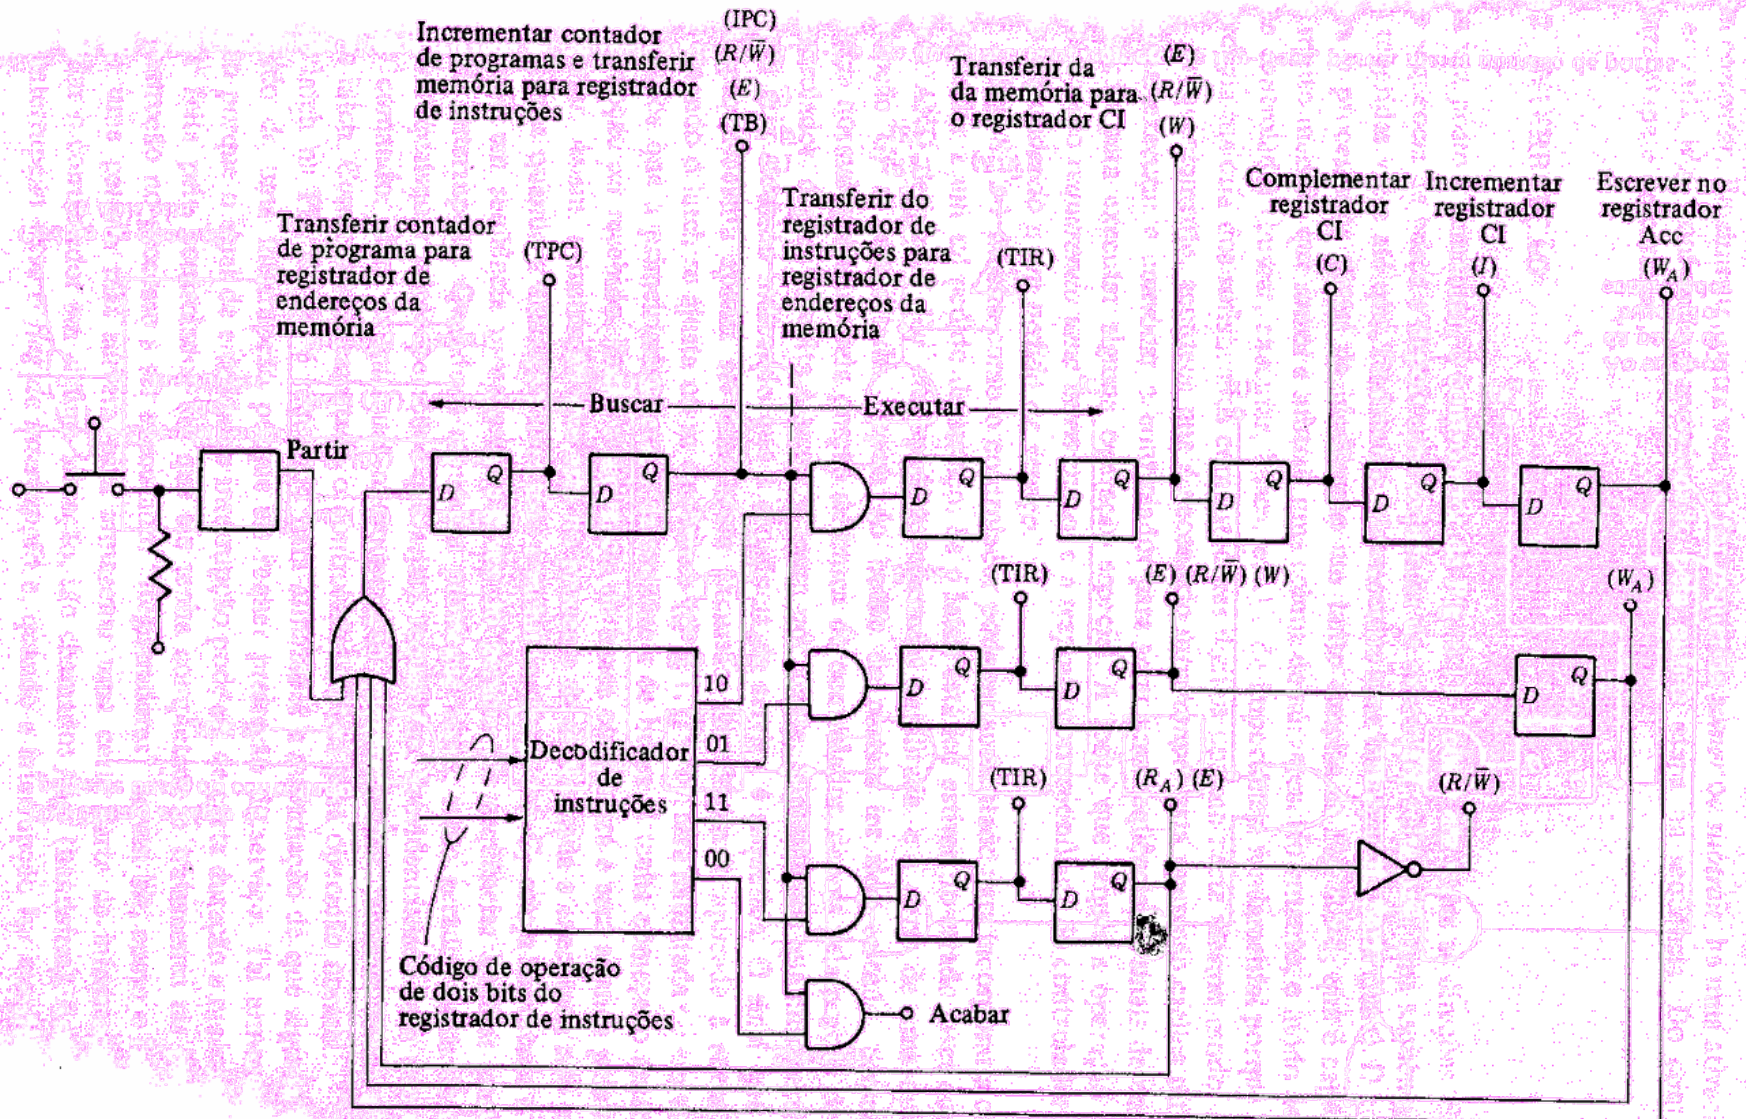 Incrementar contador
de programas e transferir
memória para registrador
de instruções
(IPC)
(R/W̅)
(E)
(TB)
Transferir da
da memória para
o registrador CI
(E)
(R/W̅)
(W)
Complementar
registrador
CI
(C)
Incrementar
registrador
CI
(I)
Escrever no
registrador
Acc
(W_A)
Transferir contador
de programa para
registrador de
endereços da
memória
(TPC)
Transferir do
registrador de
instruções para
registrador de
endereços da
memória
(TIR)
Buscar
Executar
Partir
D Q
D Q
D Q
D Q
D Q
D Q
D Q
(TIR)
(E) (R/W̅) (W)
(W_A)
D Q
D Q
D Q
Decodificador
de
instruções
10
01
11
00
(TIR)
(R_A) (E)
(R/W̅)
D Q
D Q
Código de operação
de dois bits do
registrador de instruções
Acabar